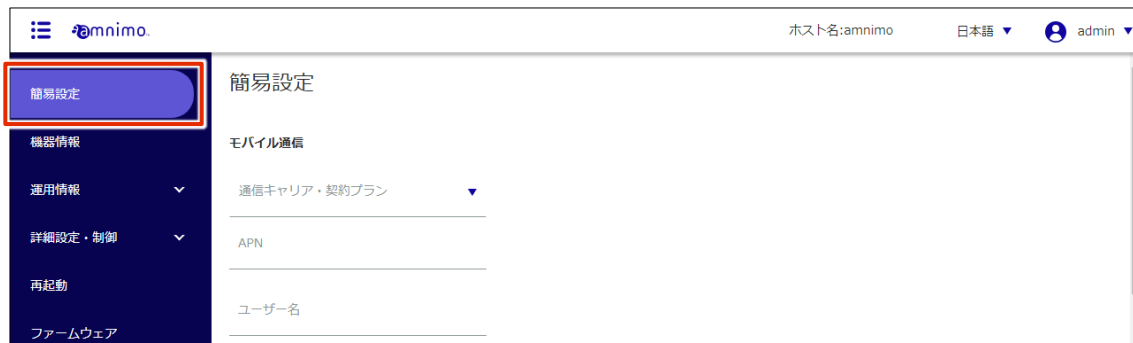 amnimo.
ホスト名:amnimo
日本語
admin
簡易設定
機器情報
運用情報
詳細設定・制御
再起動
ファームウェア
簡易設定
モバイル通信
通信キャリア・契約プラン
APN
ユーザー名